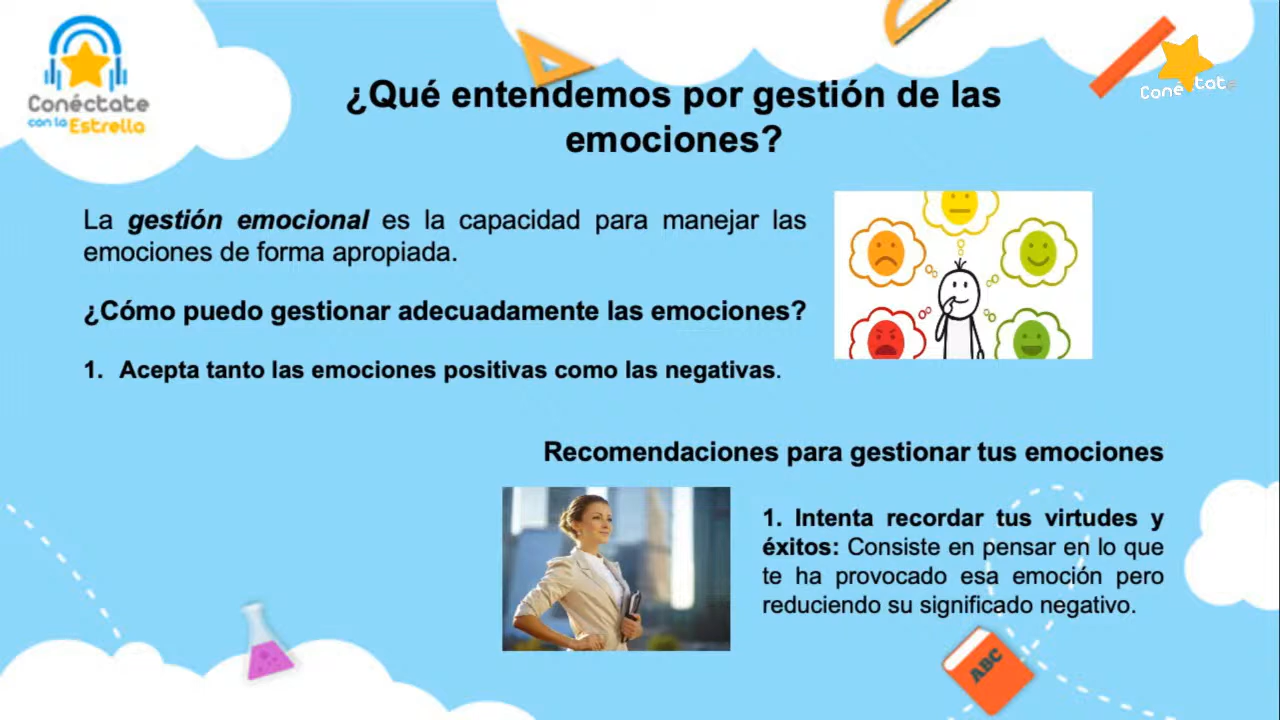 Conéctate
con la Estrella
Conéctate
¿Qué entendemos por gestión de las
emociones?
La gestión emocional es la capacidad para manejar las
emociones de forma apropiada.
¿Cómo puedo gestionar adecuadamente las emociones?
1. Acepta tanto las emociones positivas como las negativas.
Recomendaciones para gestionar tus emociones
1. Intenta recordar tus virtudes y
éxitos: Consiste en pensar en lo que
te ha provocado esa emoción pero
reduciendo su significado negativo.
ABC